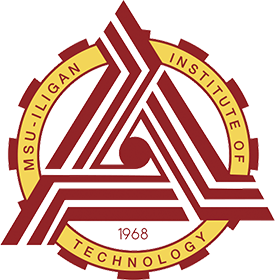 MSU-ILIGAN
INSTITUTE OF
TECHNOLOGY
1968